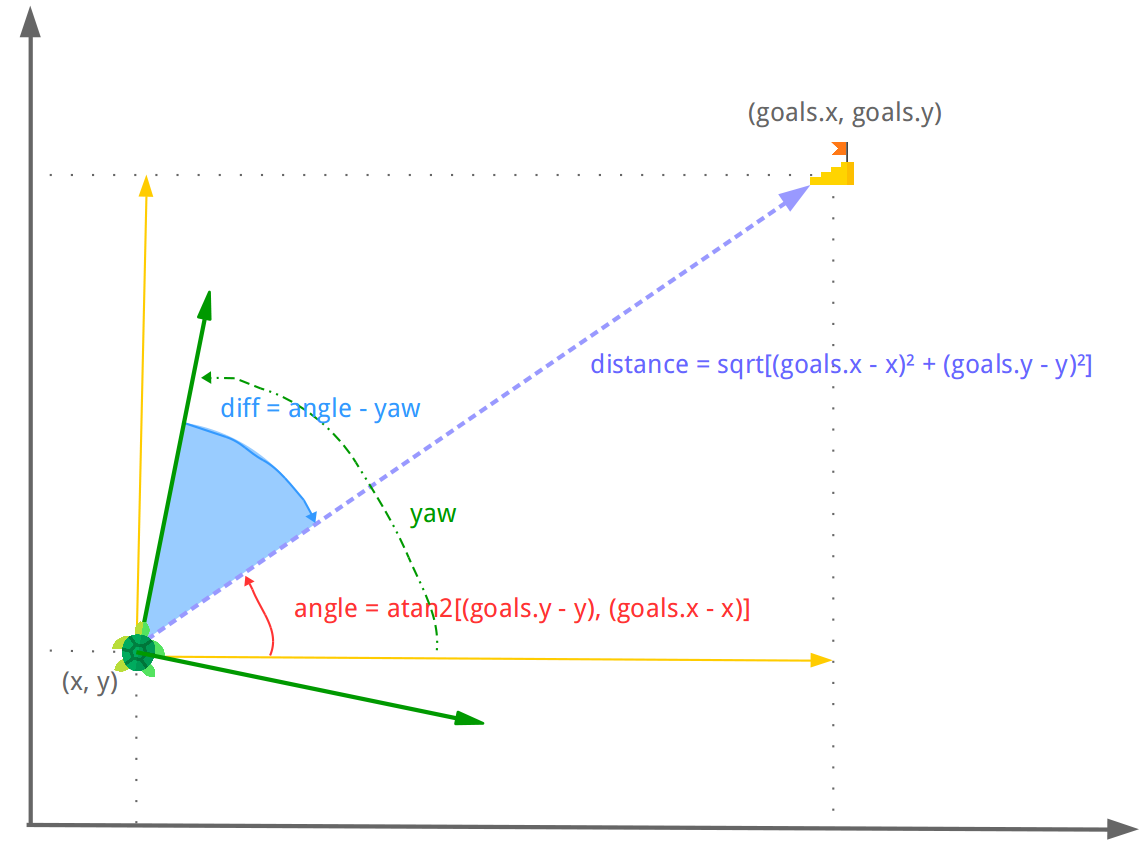 (goals.x, goals.y)
distance = sqrt[(goals.x - x)² + (goals.y - y)²]
diff = angle - yaw
yaw
angle = atan2[(goals.y - y), (goals.x - x)]
(x, y)